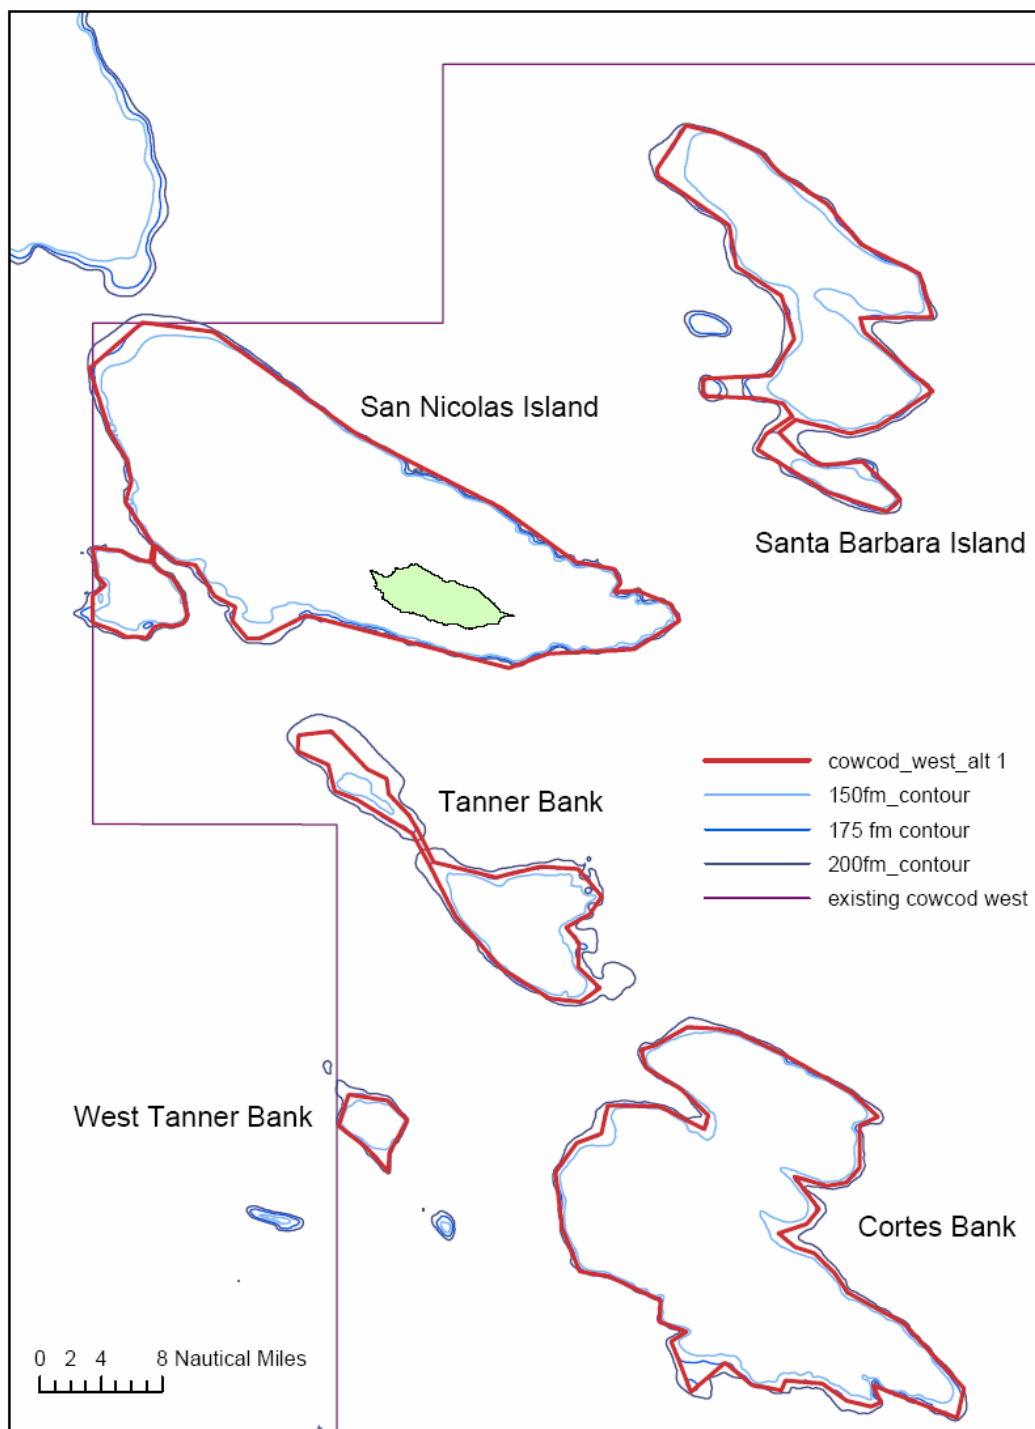 San Nicolas Island
Santa Barbara Island
Tanner Bank
cowcod_west_alt 1
150fm_contour
175 fm contour
200fm_contour
existing cowcod west
West Tanner Bank
Cortes Bank
0 2 4 8 Nautical Miles